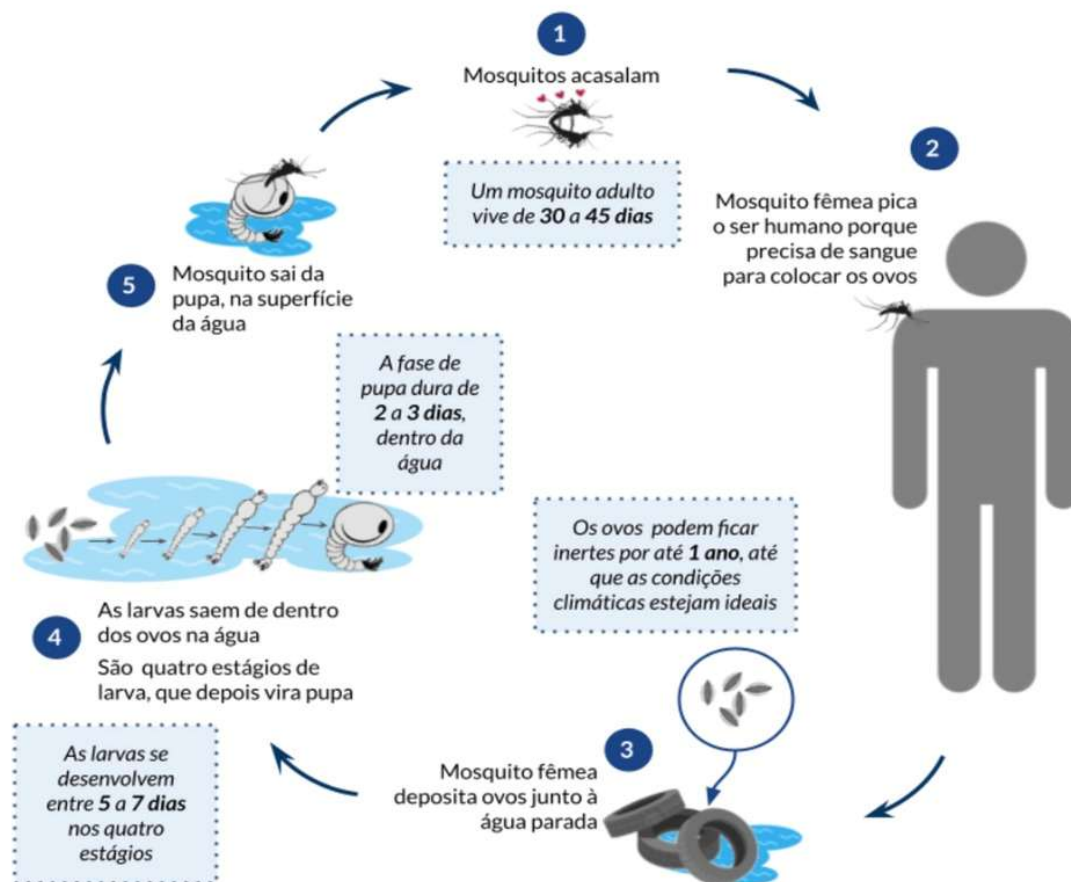 1
Mosquitos acasalam
Um mosquito adulto
vive de 30 a 45 dias
2
Mosquito fêmea pica
o ser humano porque
precisa de sangue
para colocar os ovos
Os ovos podem ficar
inertes por até 1 ano, até
que as condições
climáticas estejam ideais
3
Mosquito fêmea
deposita ovos junto à
água parada
4
As larvas saem de dentro
dos ovos na água
São quatro estágios de
larva, que depois vira pupa
As larvas se
desenvolvem
entre 5 a 7 dias
nos quatro
estágios
A fase de
pupa dura de
2 a 3 dias,
dentro da
água
5
Mosquito sai da
pupa, na superfície
da água